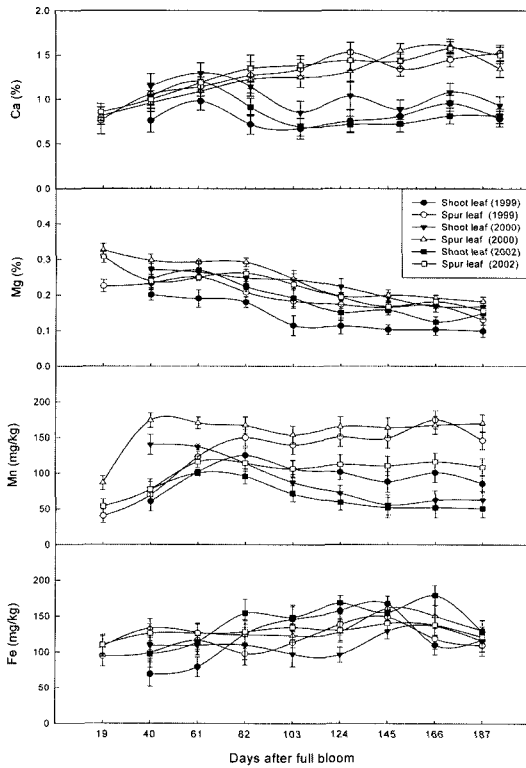 2.0
1.5
1.0
0.5
0.0
Ca (%)
0.4
0.3
0.2
0.1
0.0
Mg (%)
Shoot leaf (1999)
Spur leaf (1999)
Shoot leaf (2000)
Spur leaf (2000)
Shoot leaf (2002)
Spur leaf (2002)
200
150
100
50
0
Mn (mg/kg)
200
150
100
50
0
Fe (mg/kg)
19 40 61 82 103 124 145 166 187
Days after full bloom